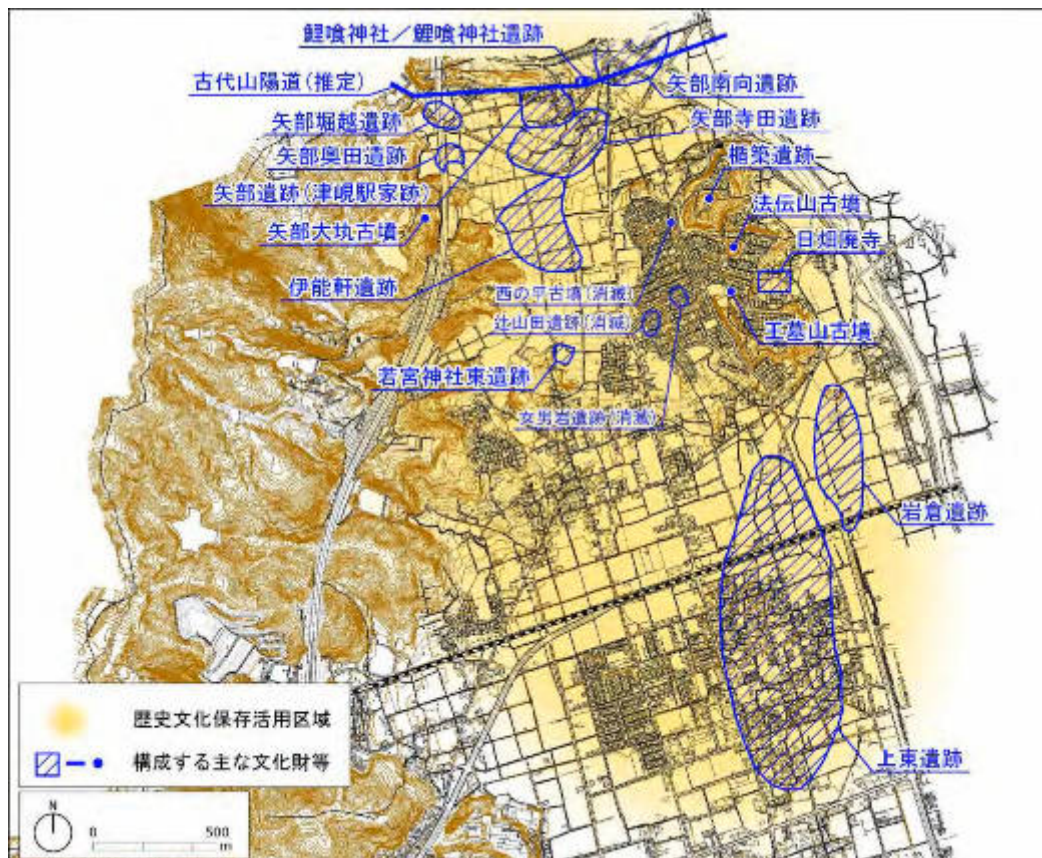 鯉喰神社/鯉喰神社遺跡
古代山陽道(推定)
矢部南向遺跡
矢部堀越遺跡
矢部寺田遺跡
矢部奥田遺跡
楯築遺跡
矢部遺跡(津峴駅家跡)
法伝山古墳
矢部大𡉕古墳
日畑廃寺
伊能軒遺跡
西の平古墳(消滅)
辻山田遺跡(消滅)
王墓山古墳
若宮神社東遺跡
女男岩遺跡(消滅)
岩倉遺跡
上東遺跡
歴史文化保存活用区域
構成する主な文化財等
N
0 500
m